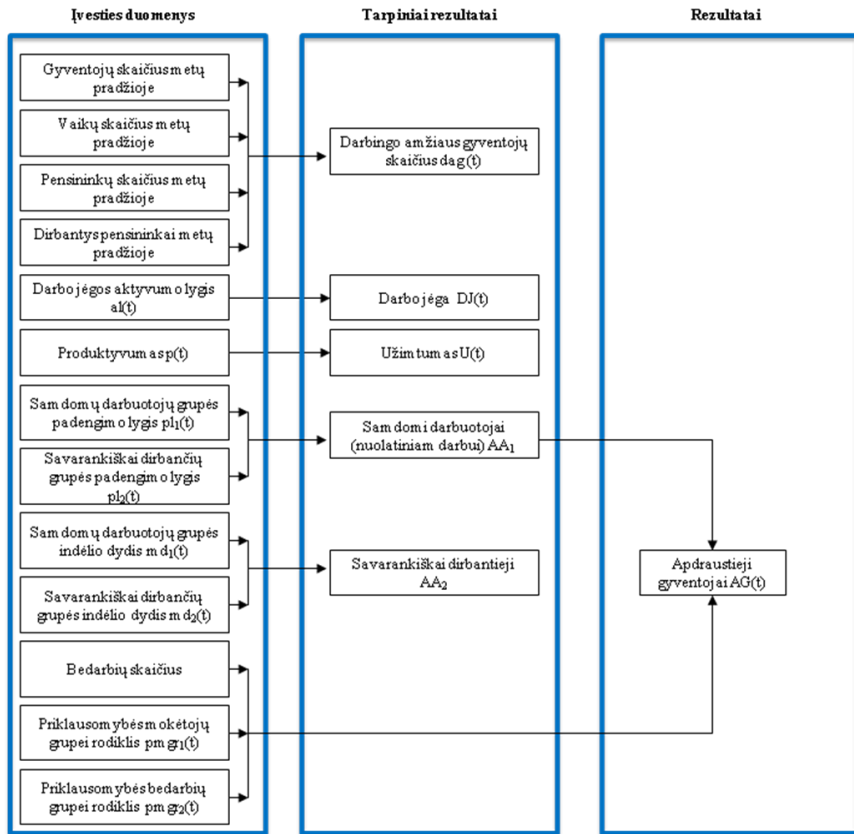 Įvesties duomenys
Tarpiniai rezultatai
Rezultatai
Gyventojų skaičius metų
pradžioje
Vaikų skaičius metų
pradžioje
Pensininkų skaičius metų
pradžioje
Dirbantys pensininkai metų
pradžioje
Darbo jėgos aktyvumo lygis
al(t)
Produktyvumas p(t)
Samdomų darbuotojų grupės
padengimo lygis pl₁(t)
Savarankiškai dirbančių
grupės padengimo lygis
pl₂(t)
Samdomų darbuotojų grupės
indėlio dydis md₁(t)
Savarankiškai dirbančių
grupės indėlio dydis md₂(t)
Bedarbių skaičius
Priklausomybės mokėtojų
grupei rodiklis pmgr₁(t)
Priklausomybės bedarbių
grupei rodiklis pmgr₂(t)
Darbingo amžiaus gyventojų
skaičius dag(t)
Darbo jėga DJ(t)
Užimtumas U(t)
Samdomi darbuotojai
(nuolatiniam darbui) AA₁
Savarankiškai dirbantieji
AA₂
Apdraustieji
gyventojai AG(t)